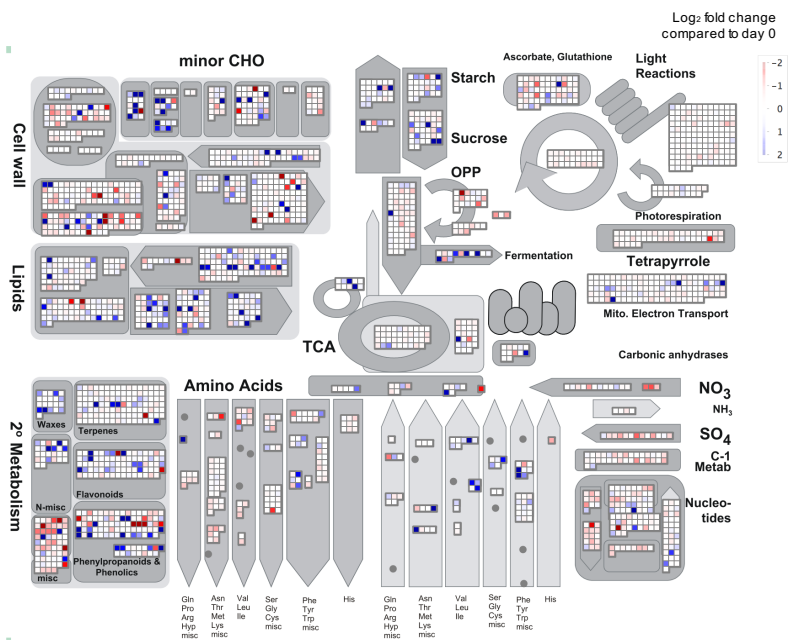 Log₂ fold change
compared to day 0
−2
−1
0
1
2
minor CHO
Cell wall
Lipids
2º Metabolism
Starch
Sucrose
Ascorbate, Glutathione
Light
Reactions
OPP
Photorespiration
Tetrapyrrole
Fermentation
Mito. Electron Transport
TCA
Carbonic anhydrases
Amino Acids
NO₃
NH₃
SO₄
C-1
Metab
Nucleo-
tides
Waxes
Terpenes
N-misc
Flavonoids
misc
Phenylpropanoids &
Phenolics
Gln
Pro
Arg
Hyp
misc
Asn
Thr
Met
Lys
misc
Val
Leu
Ile
Ser
Gly
Cys
misc
Phe
Tyr
Trp
misc
His
Gln
Pro
Arg
Hyp
misc
Asn
Thr
Met
Lys
misc
Val
Leu
Ile
Ser
Gly
Cys
misc
Phe
Tyr
Trp
misc
His